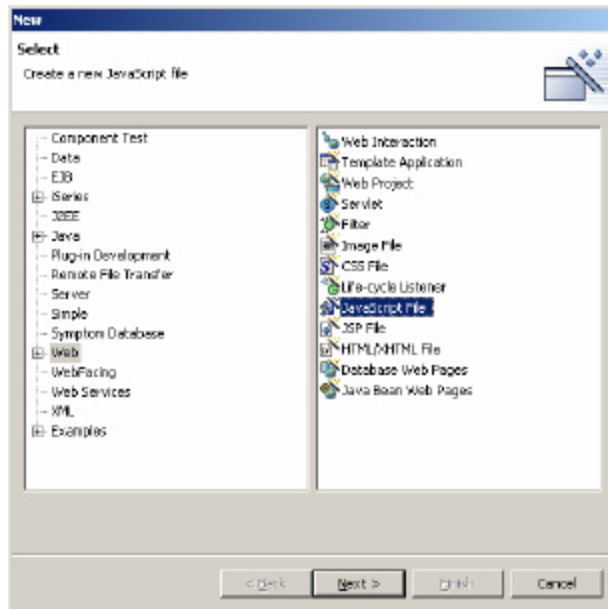 New
Select
Create a new JavaScript file
Component Test
Data
EJB
iSeries
J2EE
Java
Plug-in Development
Remote File Transfer
Server
Simple
Symptom Database
Web
WebFacing
Web Services
XML
Examples
Web Interaction
Template Application
Web Project
Servlet
Filter
Image File
CSS File
Life-cycle Listener
JavaScript File
JSP File
HTML/XHTML File
Database Web Pages
Java Bean Web Pages
< Back
Next >
Finish
Cancel